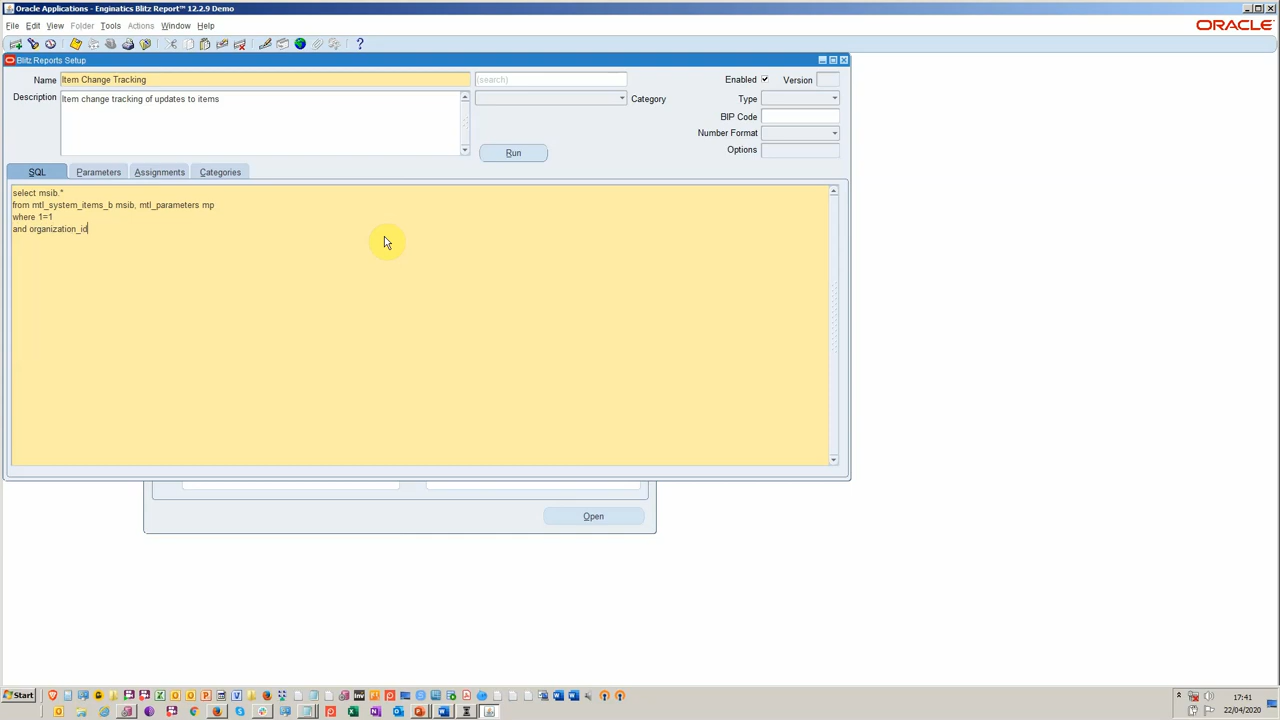 Oracle Applications - Enginatics Blitz Report™ 12.2.9 Demo
File Edit View Folder Tools Actions Window Help
ORACLE
?
Blitz Reports Setup
Name Item Change Tracking (search) Enabled Version
Description Item change tracking of updates to items Category Type
BIP Code
Number Format
Options
Run
SQL Parameters Assignments Categories
select msib.*
from mtl_system_items_b msib, mtl_parameters mp
where 1=1
and organization_id
Open
Start
17:41
22/04/2020